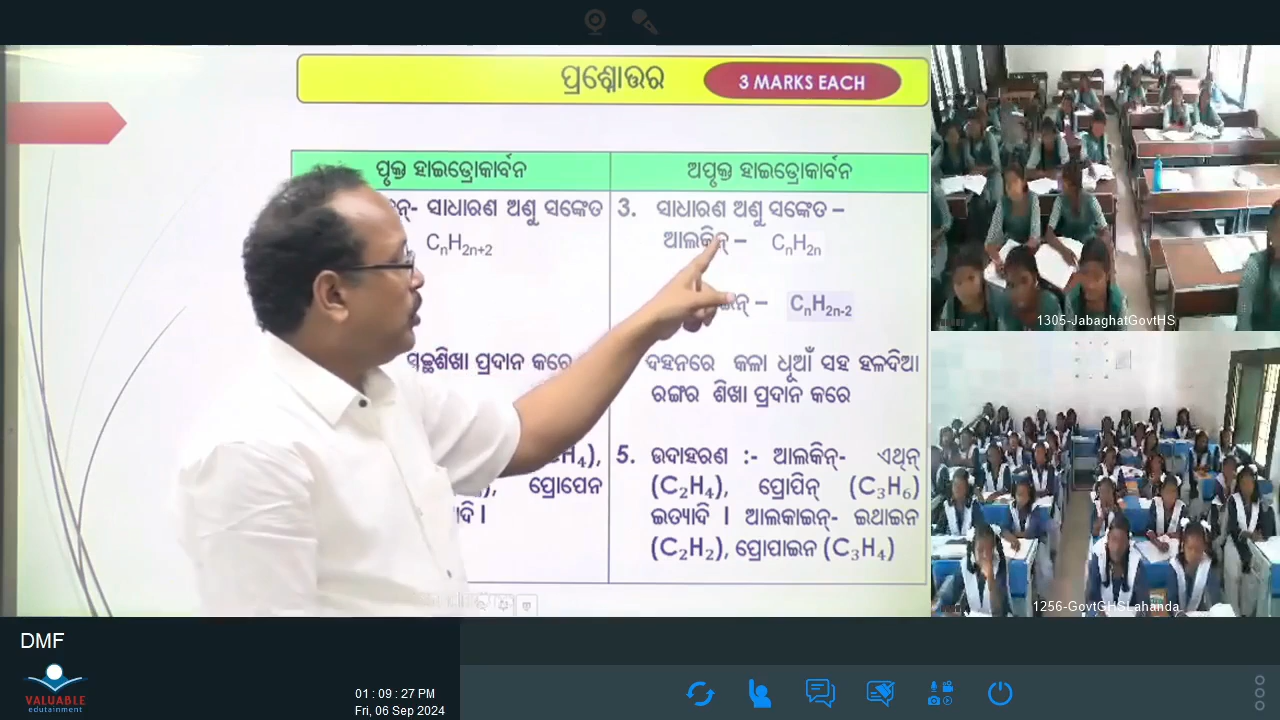 ପ୍ରଶ୍ନୋତ୍ତର
3 MARKS EACH
ପୃକ୍ତ ହାଇଡ୍ରୋକାର୍ବନ
ଅପୃକ୍ତ ହାଇଡ୍ରୋକାର୍ବନ
ସାଧାରଣ ଅଣୁ ସଙ୍କେତ
CₙH₂ₙ₊₂
ସ୍ବଚ୍ଛଶିଖା ପ୍ରଦାନ କରେ
ପ୍ରୋପେନ
3. ସାଧାରଣ ଅଣୁ ସଙ୍କେତ –
ଆଲକିନ୍ – CₙH₂ₙ
– CₙH₂ₙ₋₂
ଦହନରେ କଳା ଧୂଆଁ ସହ ହଳଦିଆ
ରଙ୍ଗର ଶିଖା ପ୍ରଦାନ କରେ
5. ଉଦାହରଣ :- ଆଲକିନ୍- ଏଥିନ୍
(C₂H₄), ପ୍ରୋପିନ୍ (C₃H₆)
ଇତ୍ୟାଦି । ଆଲକାଇନ୍- ଇଥାଇନ
(C₂H₂), ପ୍ରୋପାଇନ (C₃H₄)
1305-JabaghatGovtHS
1256-GovtGHSLahanda
DMF
VALUABLE
edutainment
01 : 09 : 27 PM
Fri, 06 Sep 2024